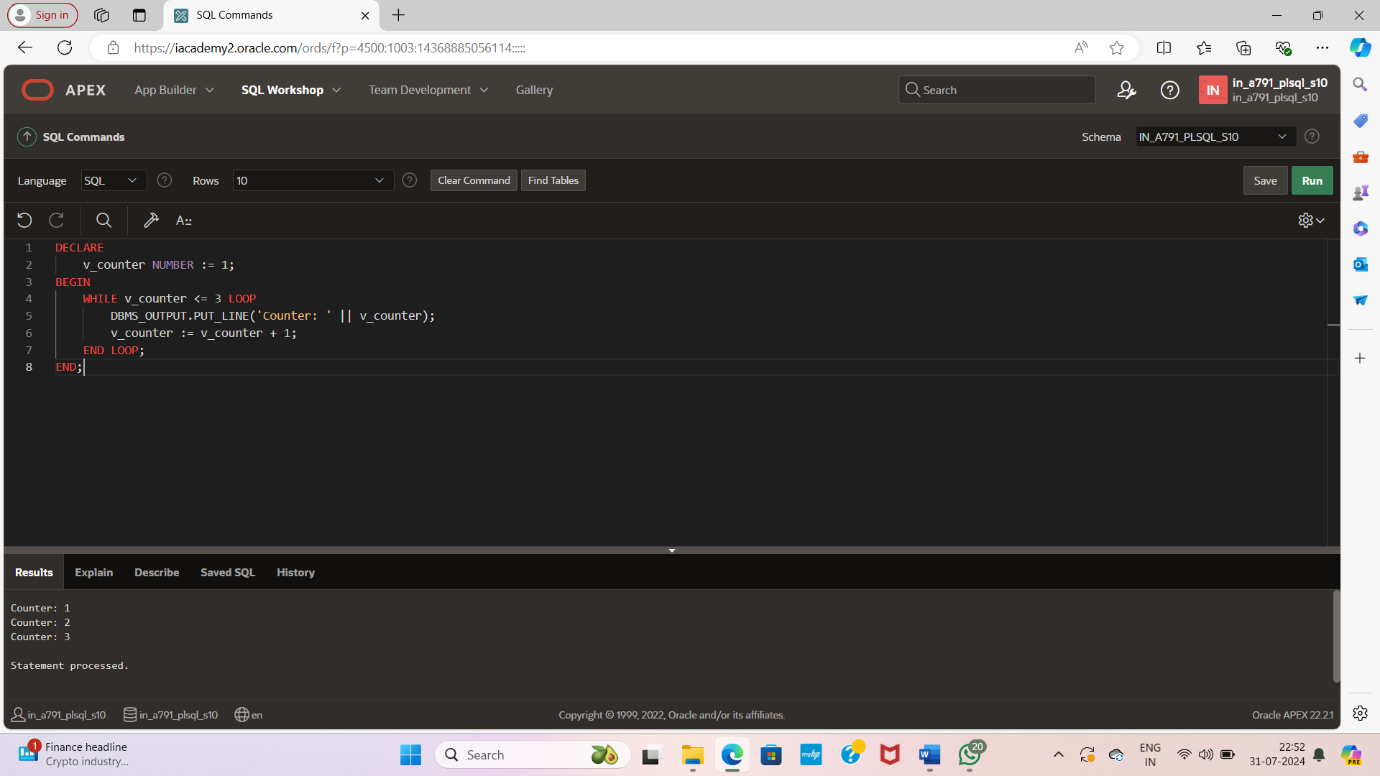 Sign in
SQL Commands
https://iacademy2.oracle.com/ords/f?p=4500:1003:14368885056114:::::
APEX App Builder SQL Workshop Team Development Gallery Search IN in_a791_plsql_s10
in_a791_plsql_s10
SQL Commands Schema IN_A791_PLSQL_S10
Language SQL Rows 10 Clear Command Find Tables Save Run
A::
1 DECLARE
2 v_counter NUMBER := 1;
3 BEGIN
4 WHILE v_counter <= 3 LOOP
5 DBMS_OUTPUT.PUT_LINE('Counter: ' || v_counter);
6 v_counter := v_counter + 1;
7 END LOOP;
8 END;
Results Explain Describe Saved SQL History
Counter: 1
Counter: 2
Counter: 3
Statement processed.
in_a791_plsql_s10 in_a791_plsql_s10 en Copyright © 1999, 2022, Oracle and/or its affiliates. Oracle APEX 22.2.1
1 Finance headline
Crypto industry...
Search
myhp
W
20
ENG
IN
22:52
31-07-2024
PRE